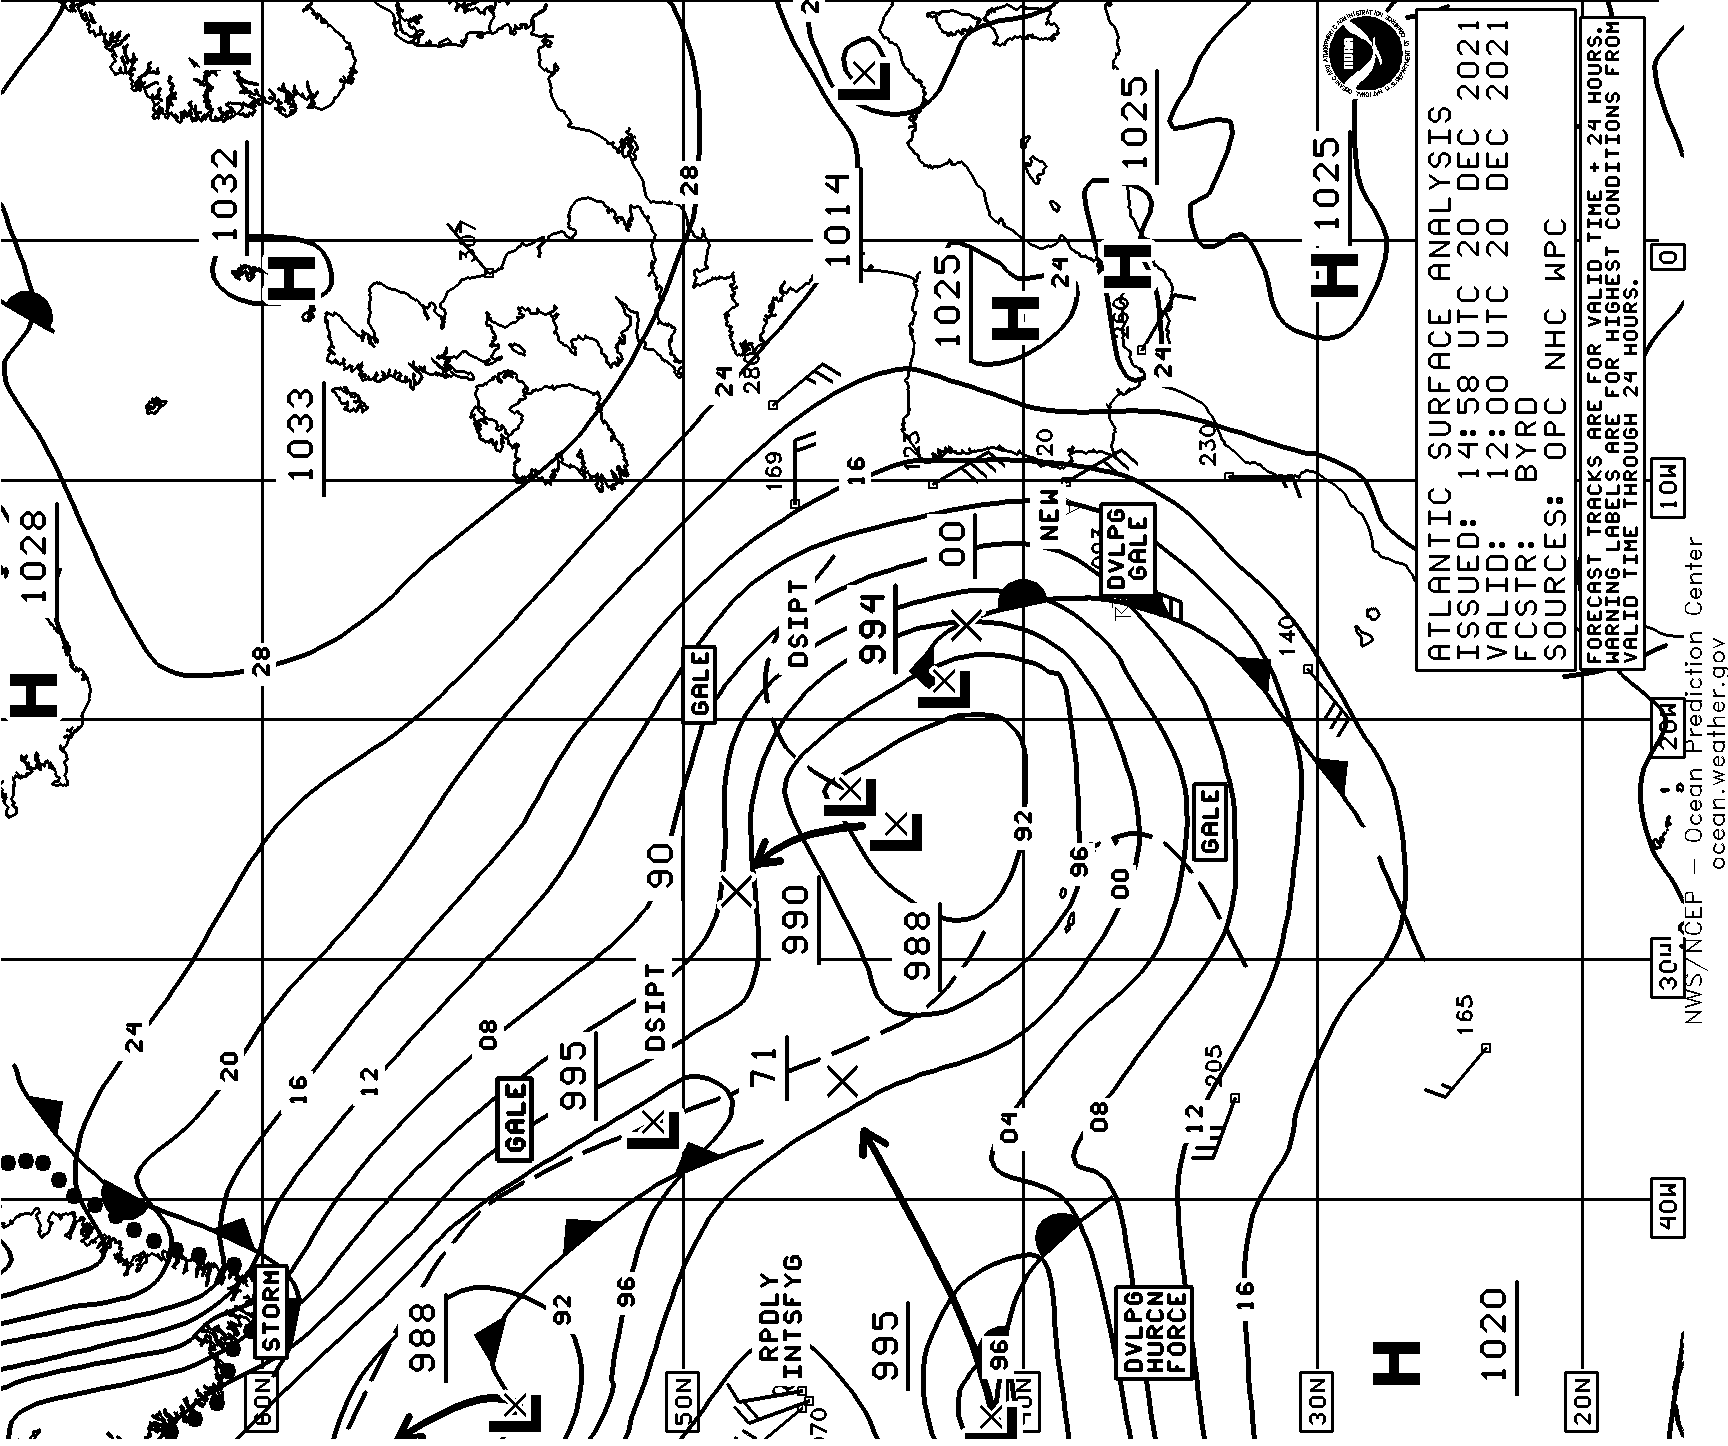 ATLANTIC SURFACE ANALYSIS
ISSUED: 14:58 UTC 20 DEC 2021
VALID: 12:00 UTC 20 DEC 2021
FCSTR: BYRD
SOURCES: OPC NHC WPC
FORECAST TRACKS ARE FOR VALID TIME + 24 HOURS.
WARNING LABELS ARE FOR HIGHEST CONDITIONS FROM
VALID TIME THROUGH 24 HOURS.
NWS/NCEP – Ocean Prediction Center
ocean.weather.gov
NOAA
H
1032
H
1033
H
1028
L
1014
H
1025
H
1025
H
1025
H
1020
L
994
NEW
00
L
990
L
988
90
DSIPT
DSIPT
L
995
71
L
988
L
995
RPDLY
INTSFYG
GALE
GALE
GALE
DVLPG
GALE
STORM
DVLPG
HURCN
FORCE
28
28
24
24
24
24
20
16
12
08
16
92
96
00
04
08
12
16
92
96
96
307
280
169
123
120
230
260
140
205
165
0
10W
20W
30W
40W
60N
50N
40N
30N
20N